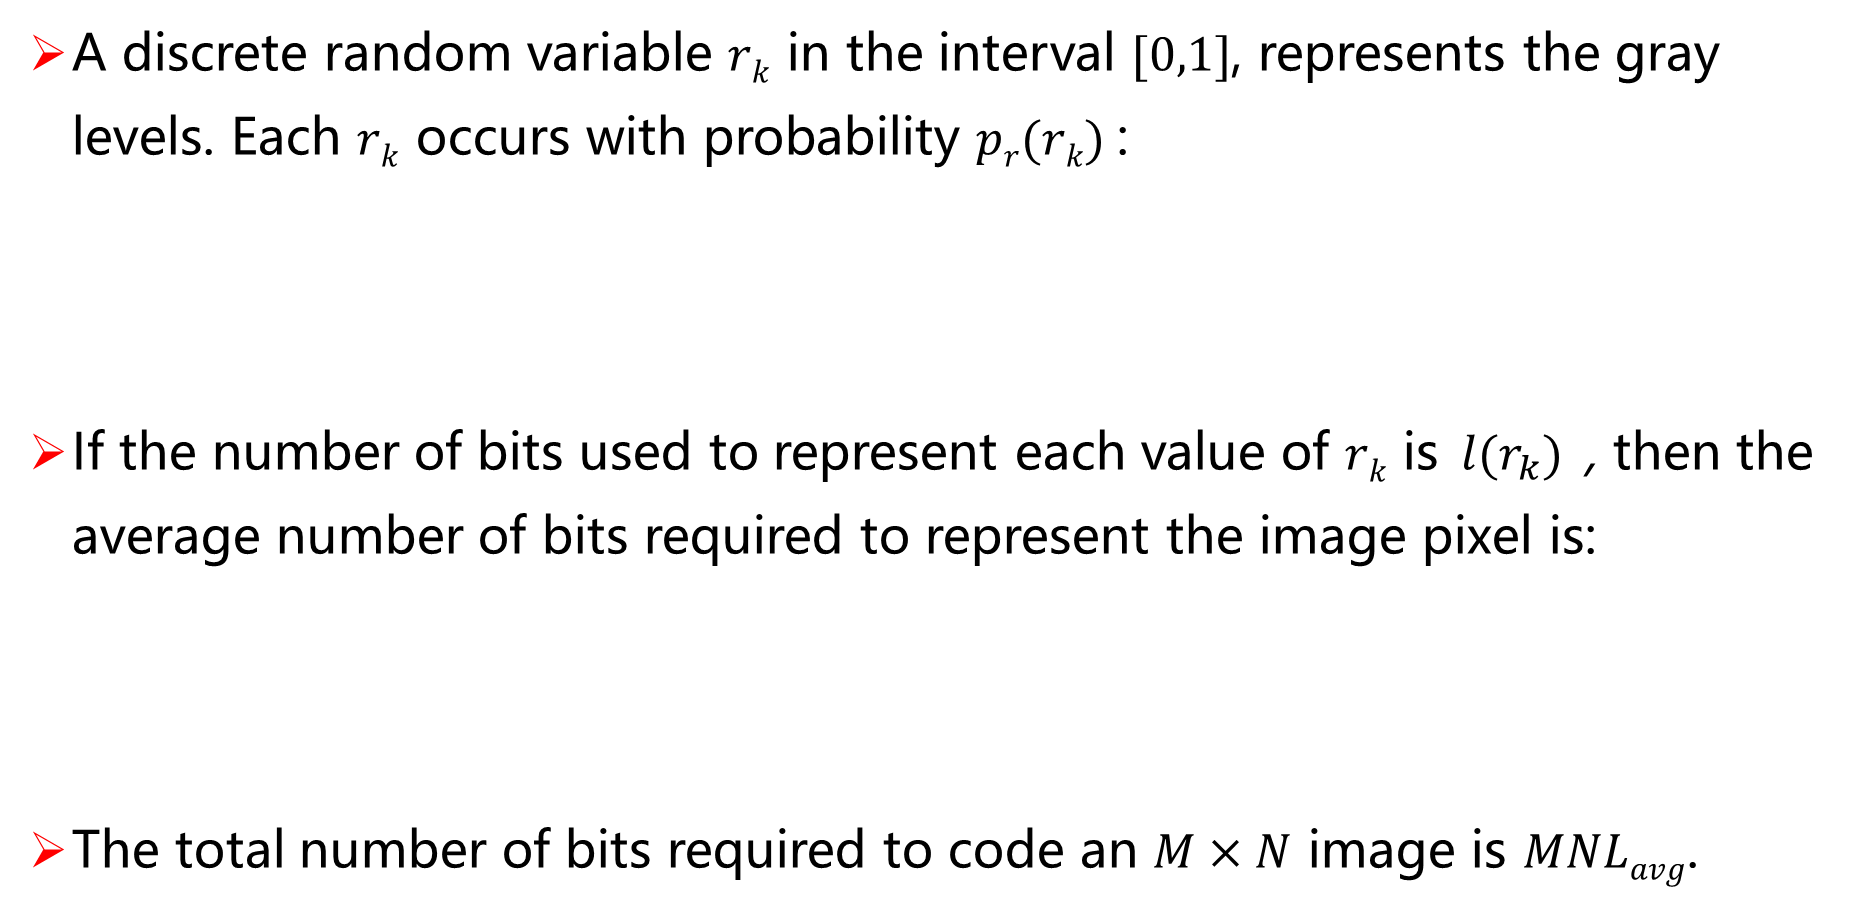 ➢A discrete random variable r_k in the interval [0,1], represents the gray
levels. Each r_k occurs with probability p_r(r_k) :
➢If the number of bits used to represent each value of r_k is l(r_k) , then the
average number of bits required to represent the image pixel is:
➢The total number of bits required to code an M × N image is MNL_avg.